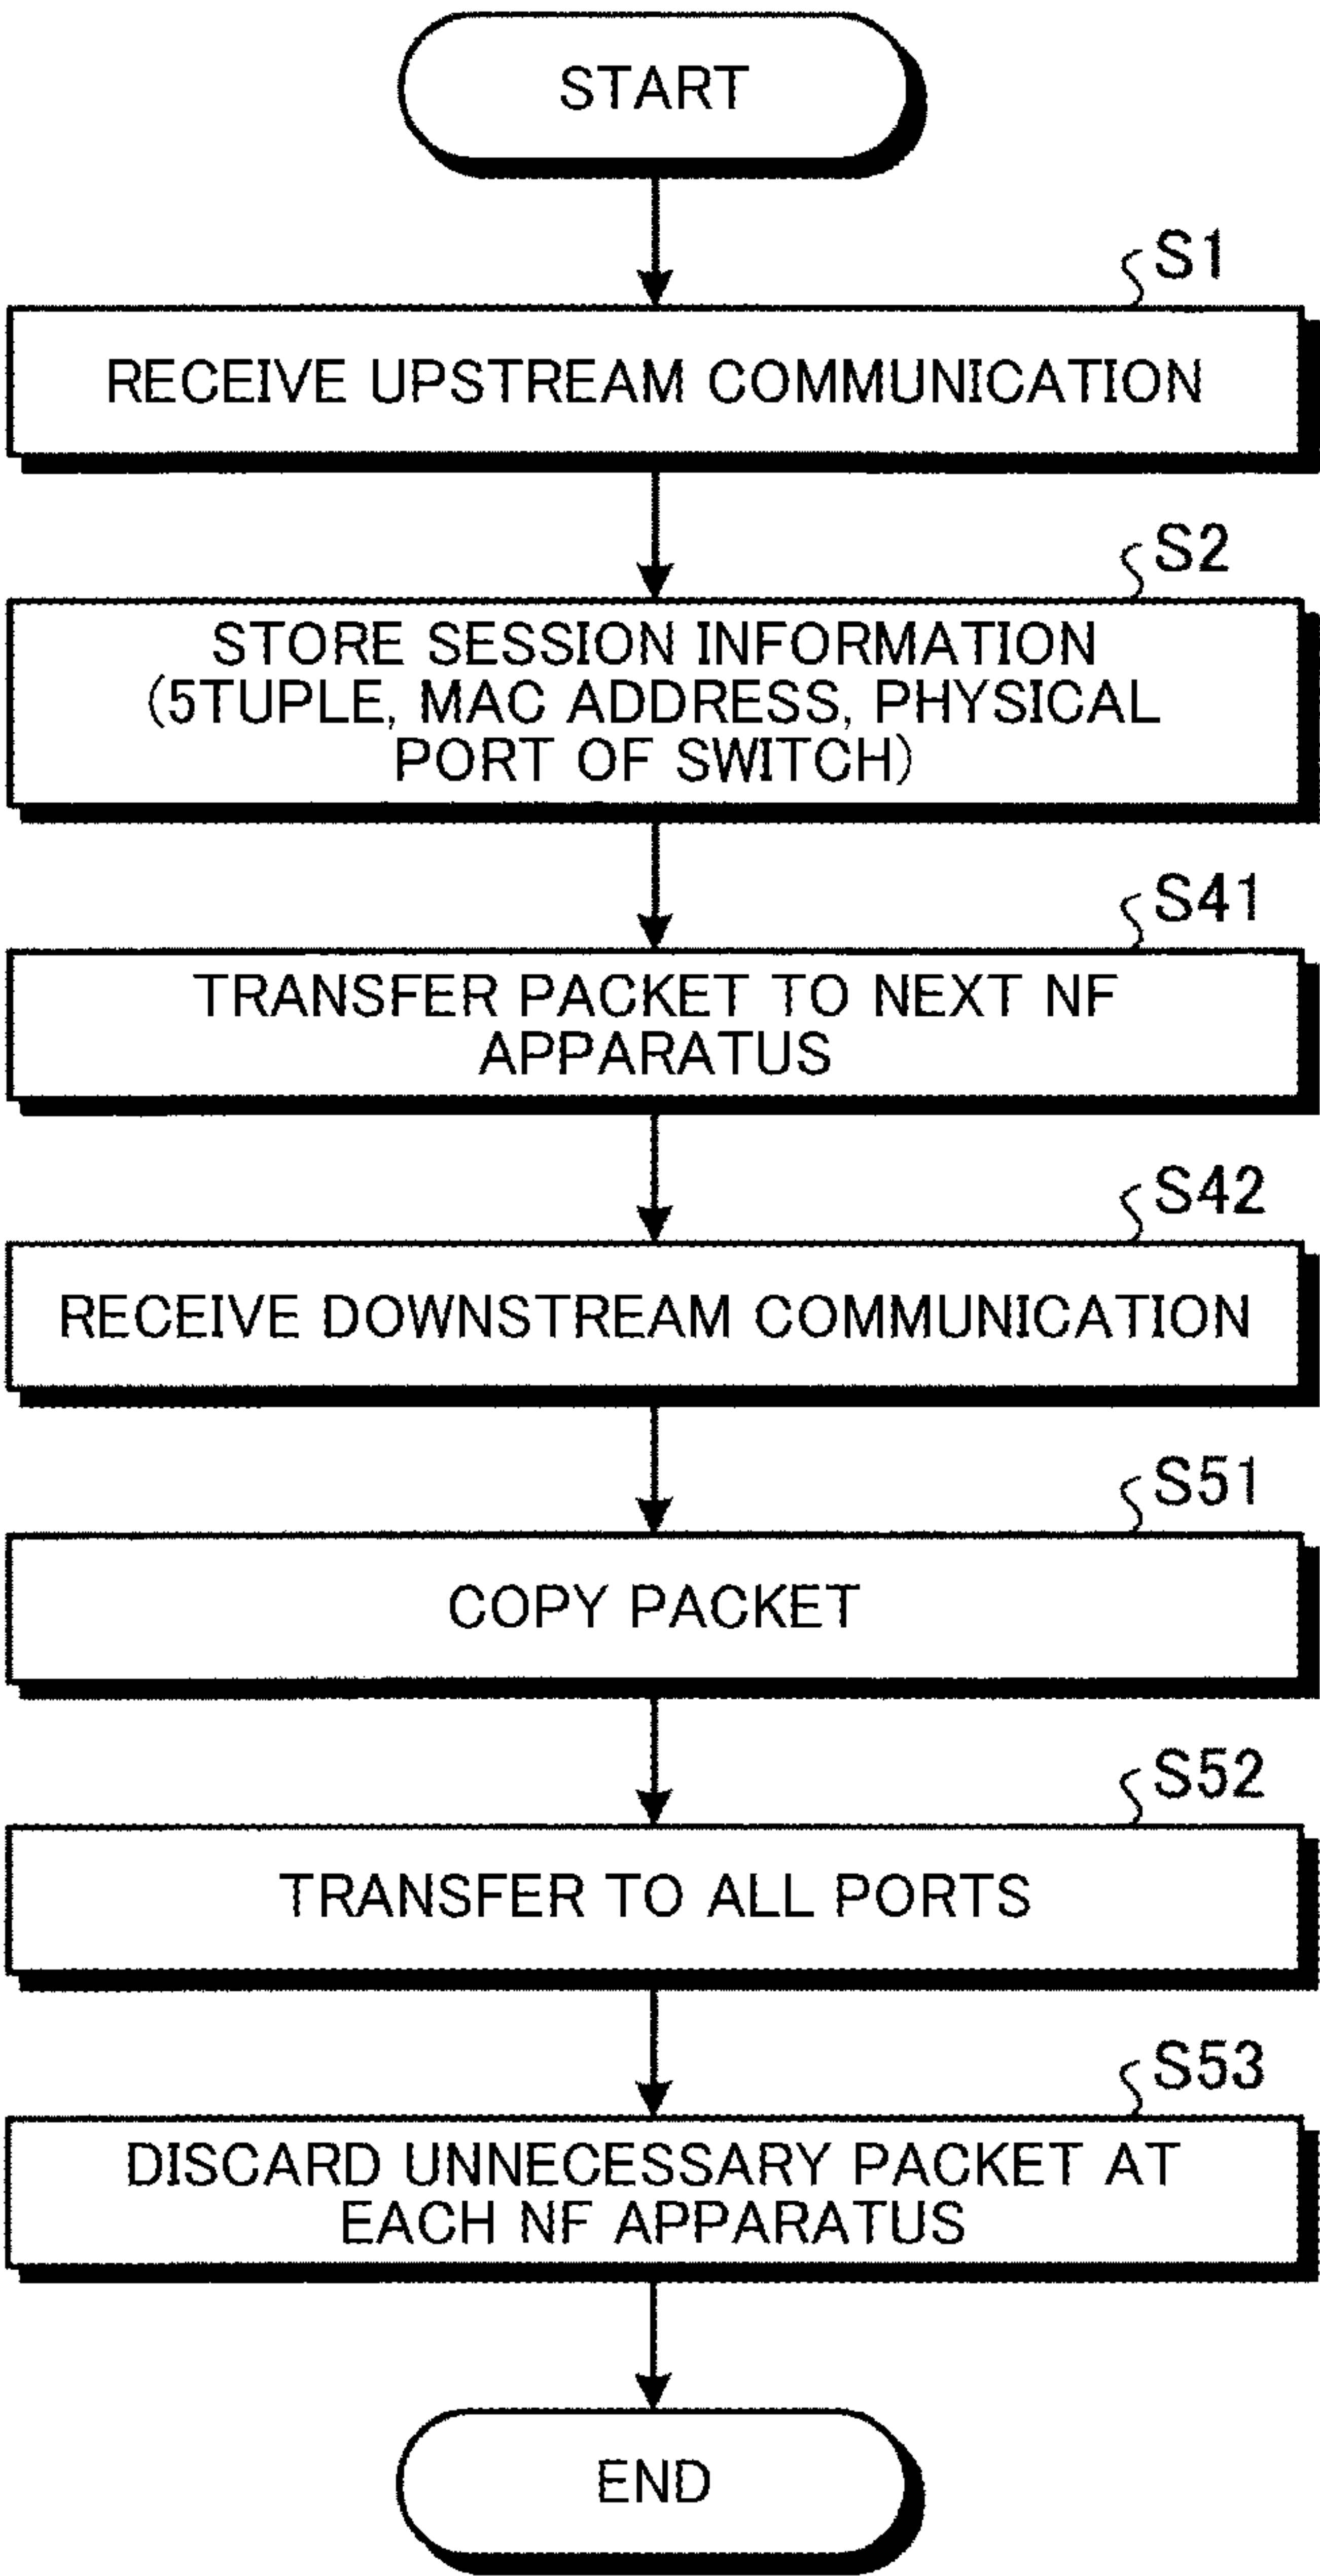 START
S1
RECEIVE UPSTREAM COMMUNICATION
S2
STORE SESSION INFORMATION
(5TUPLE, MAC ADDRESS, PHYSICAL
PORT OF SWITCH)
S41
TRANSFER PACKET TO NEXT NF
APPARATUS
S42
RECEIVE DOWNSTREAM COMMUNICATION
S51
COPY PACKET
S52
TRANSFER TO ALL PORTS
S53
DISCARD UNNECESSARY PACKET AT
EACH NF APPARATUS
END